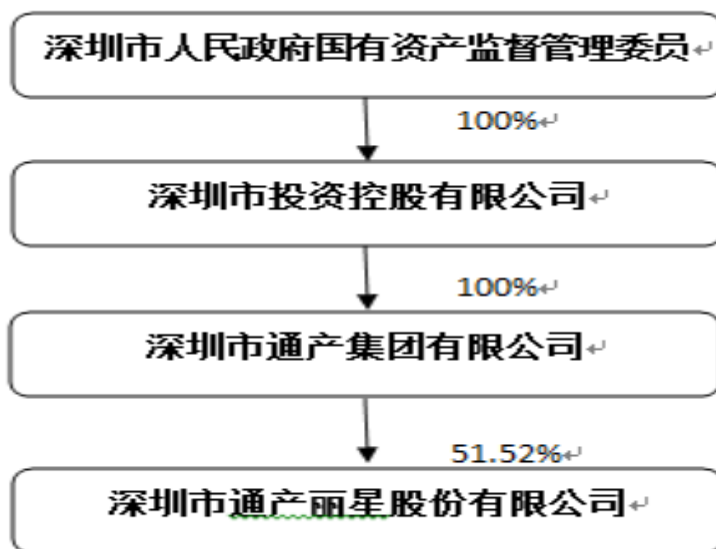 深圳市人民政府国有资产监督管理委员
100%
深圳市投资控股有限公司
100%
深圳市通产集团有限公司
51.52%
深圳市通产丽星股份有限公司